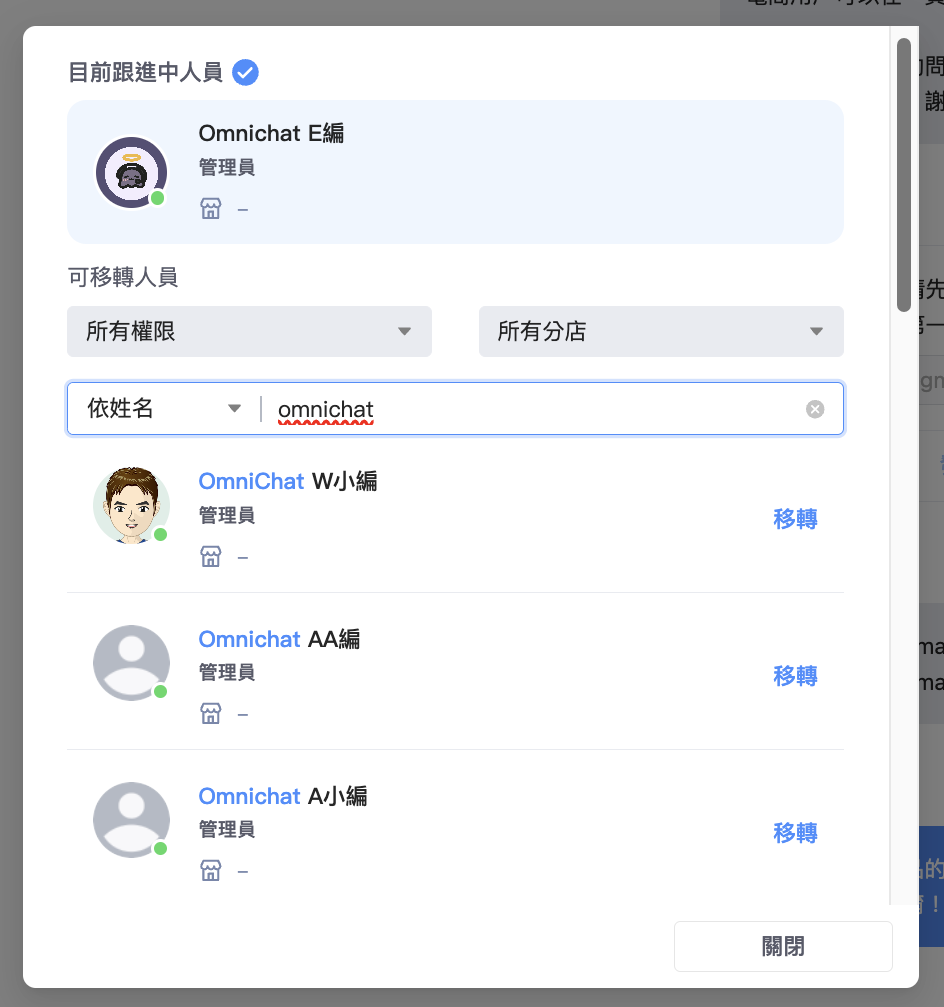 目前跟進中人員
Omnichat E編
管理員
–
可移轉人員
所有權限
所有分店
依姓名
omnichat
OmniChat W小編
管理員
移轉
–
Omnichat AA編
管理員
移轉
–
Omnichat A小編
管理員
移轉
–
關閉